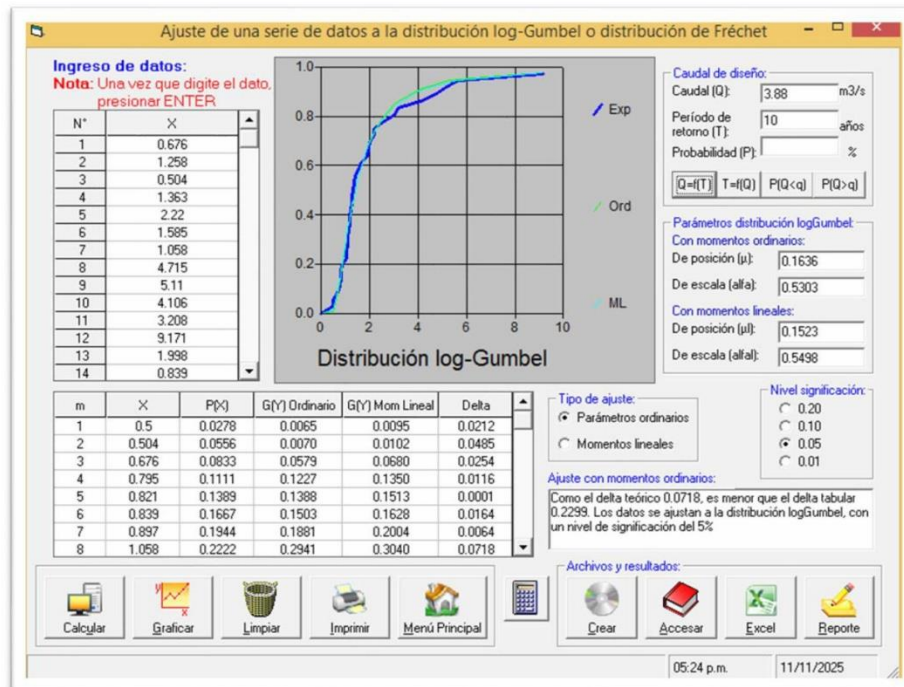 Ajuste de una serie de datos a la distribución log-Gumbel o distribución de Fréchet
Ingreso de datos:
Nota: Una vez que digite el dato,
presionar ENTER
N° X
1 0.676
2 1.258
3 0.504
4 1.363
5 2.22
6 1.585
7 1.058
8 4.715
9 5.11
10 4.106
11 3.208
12 9.171
13 1.998
14 0.839
1.0
0.8
0.6
0.4
0.2
0.0
0 2 4 6 8 10
Exp
Ord
ML
Distribución log-Gumbel
Caudal de diseño:
Caudal (Q): 3.88 m3/s
Período de
retorno (T): 10 años
Probabilidad (P): %
Q=f(T) T=f(Q) P(Q<q) P(Q>q)
Parámetros distribución logGumbel:
Con momentos ordinarios:
De posición (µ): 0.1636
De escala (alfa): 0.5303
Con momentos lineales:
De posición (µl): 0.1523
De escala (alfal): 0.5498
m X P(X) G(Y) Ordinario G(Y) Mom Lineal Delta
1 0.5 0.0278 0.0065 0.0095 0.0212
2 0.504 0.0556 0.0070 0.0102 0.0485
3 0.676 0.0833 0.0579 0.0680 0.0254
4 0.795 0.1111 0.1227 0.1350 0.0116
5 0.821 0.1389 0.1388 0.1513 0.0001
6 0.839 0.1667 0.1503 0.1628 0.0164
7 0.897 0.1944 0.1881 0.2004 0.0064
8 1.058 0.2222 0.2941 0.3040 0.0718
Tipo de ajuste:
Parámetros ordinarios
Momentos lineales
Nivel significación:
0.20
0.10
0.05
0.01
Ajuste con momentos ordinarios:
Como el delta teórico 0.0718, es menor que el delta tabular
0.2299. Los datos se ajustan a la distribución logGumbel, con
un nivel de significación del 5%
Calcular Graficar Limpiar Imprimir Menú Principal
Archivos y resultados:
Crear Accesar Excel Reporte
05:24 p.m. 11/11/2025